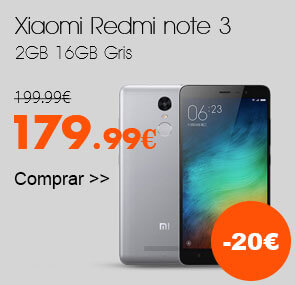 Xiaomi Redmi note 3
2GB 16GB Gris
199.99€
179.99€
Comprar >>
06:23
mi
-20€